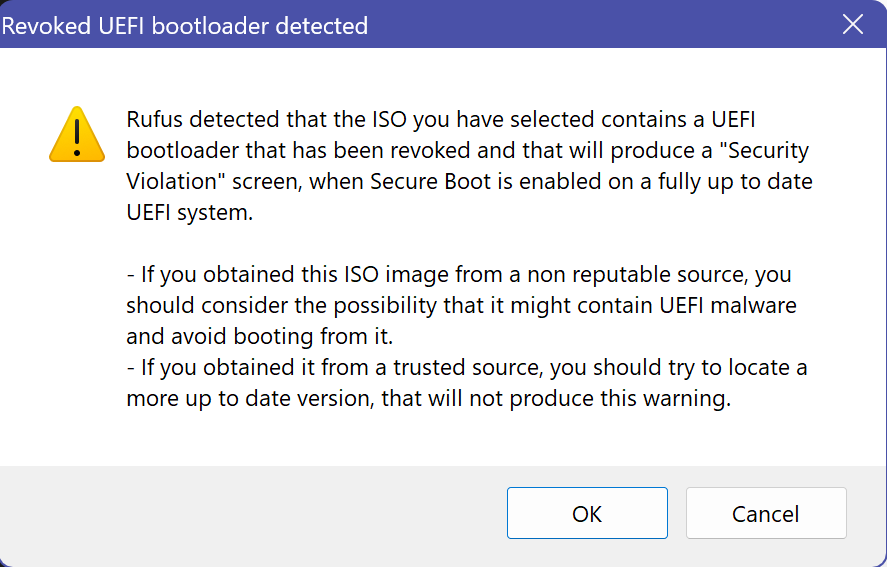 Revoked UEFI bootloader detected
Rufus detected that the ISO you have selected contains a UEFI
bootloader that has been revoked and that will produce a "Security
Violation" screen, when Secure Boot is enabled on a fully up to date
UEFI system.
- If you obtained this ISO image from a non reputable source, you
should consider the possibility that it might contain UEFI malware
and avoid booting from it.
- If you obtained it from a trusted source, you should try to locate a
more up to date version, that will not produce this warning.
OK
Cancel